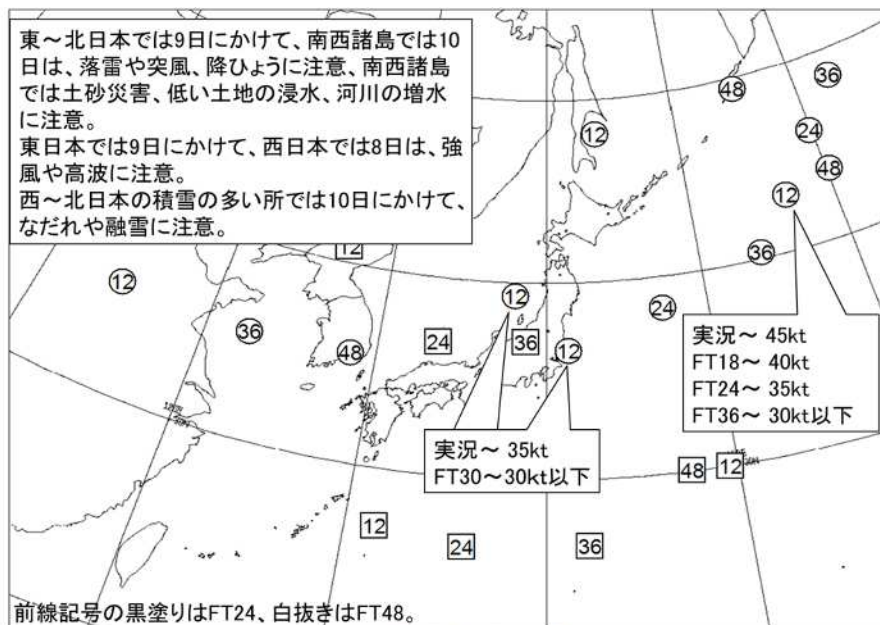 東～北日本では9日にかけて、南西諸島では10
日は、落雷や突風、降ひょうに注意、南西諸島
では土砂災害、低い土地の浸水、河川の増水
に注意。
東日本では9日にかけて、西日本では8日は、強
風や高波に注意。
西～北日本の積雪の多い所では10日にかけて、
なだれや融雪に注意。
36
48
12
24
48
12
12
36
12
12
24
36
実況～ 45kt
FT18～ 40kt
FT24～ 35kt
FT36～ 30kt以下
24
36
48
12
実況～ 35kt
FT30～30kt以下
48
12
12
24
36
前線記号の黒塗りはFT24、白抜きはFT48。